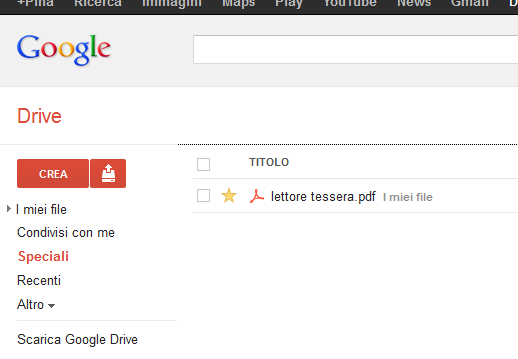 +Pina Ricerca Immagini Maps Play YouTube News Gmail D
Google
Drive
CREA
TITOLO
lettore tessera.pdf I miei file
I miei file
Condivisi con me
Speciali
Recenti
Altro
Scarica Google Drive